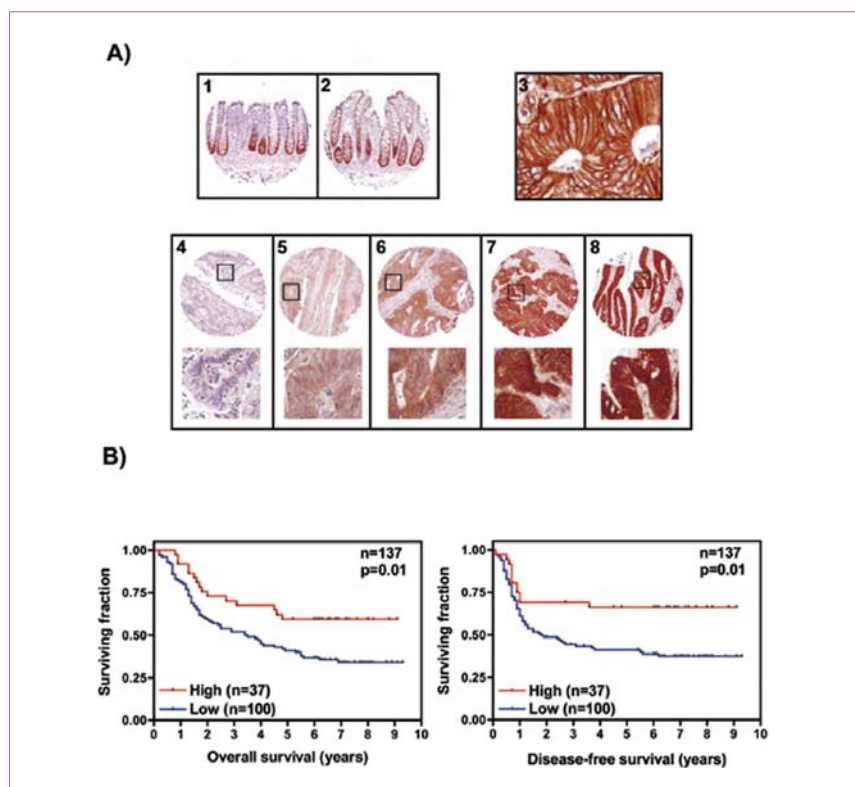 A)
1
2
3
4
5
6
7
8
B)
n=137
p=0.01
Surviving fraction
1.00
0.75
0.50
0.25
0.00
High (n=37)
Low (n=100)
0 1 2 3 4 5 6 7 8 9 10
Overall survival (years)
n=137
p=0.01
Surviving fraction
1.00
0.75
0.50
0.25
0.00
High (n=37)
Low (n=100)
0 1 2 3 4 5 6 7 8 9 10
Disease-free survival (years)